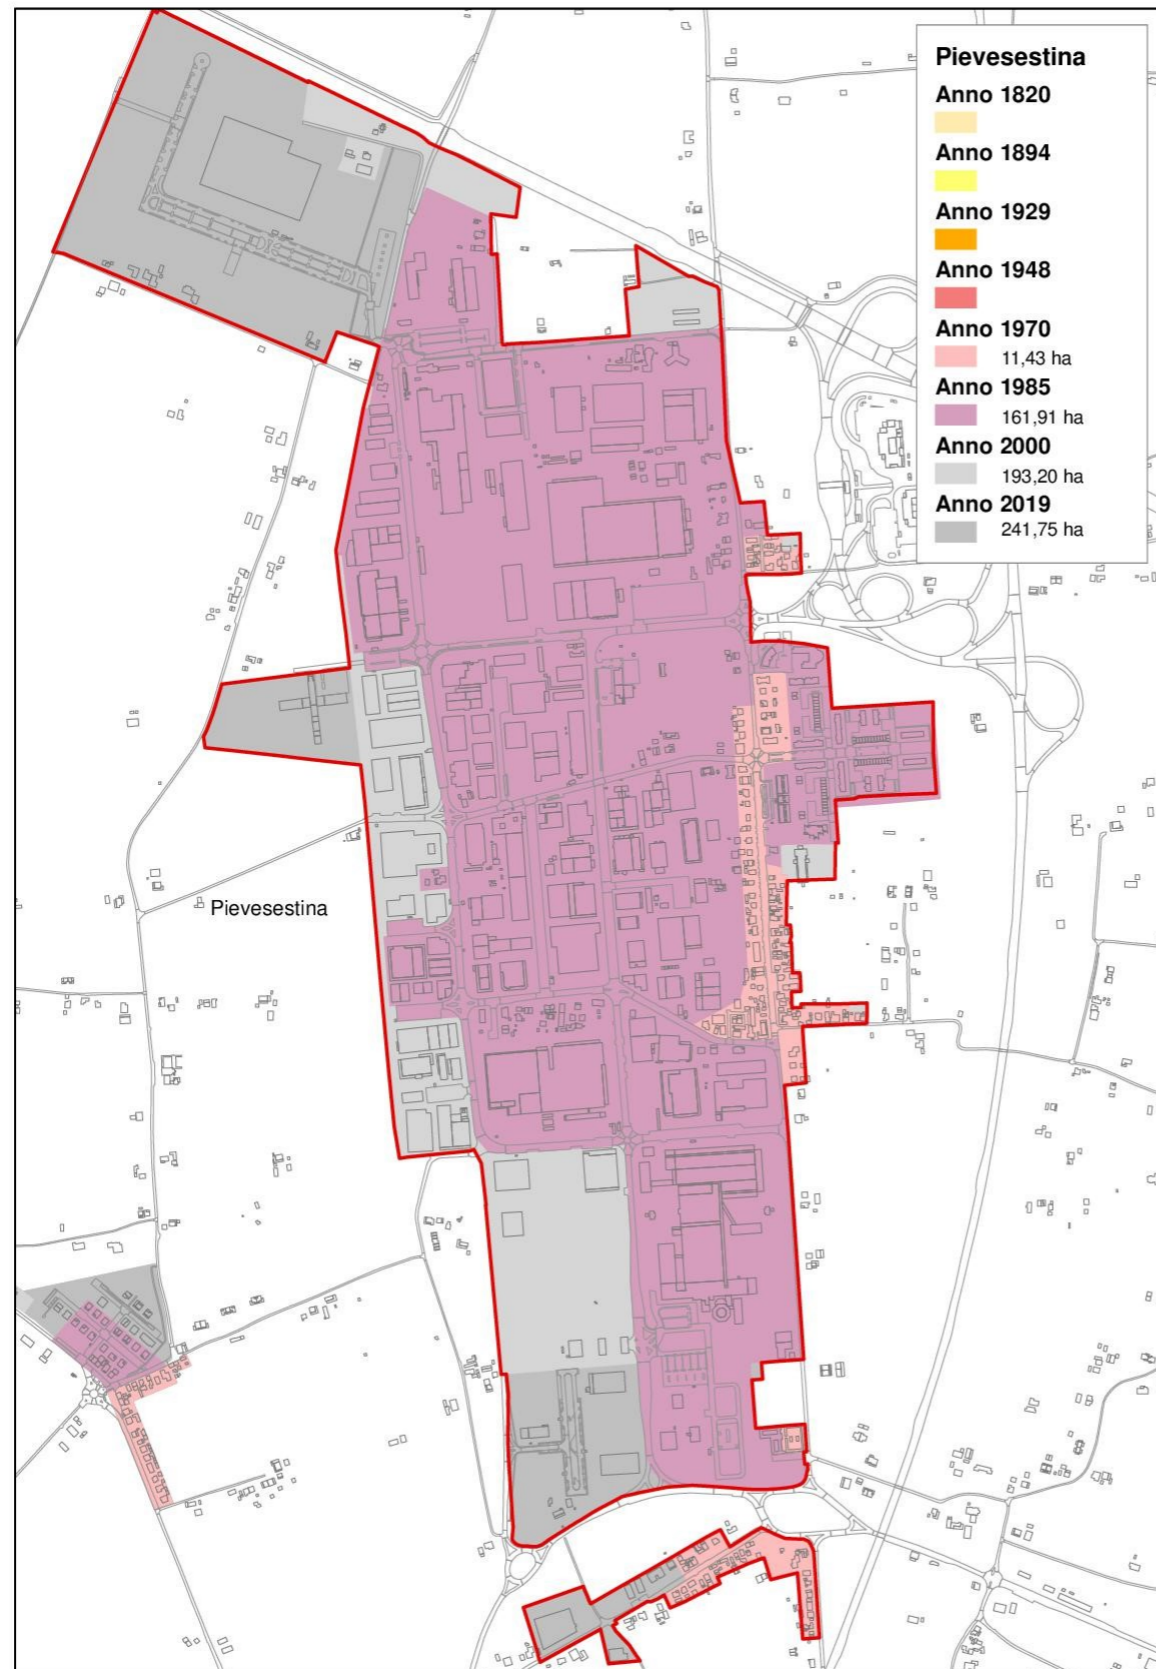 Pievesestina
Anno 1820
Anno 1894
Anno 1929
Anno 1948
Anno 1970
11,43 ha
Anno 1985
161,91 ha
Anno 2000
193,20 ha
Anno 2019
241,75 ha
Pievesestina